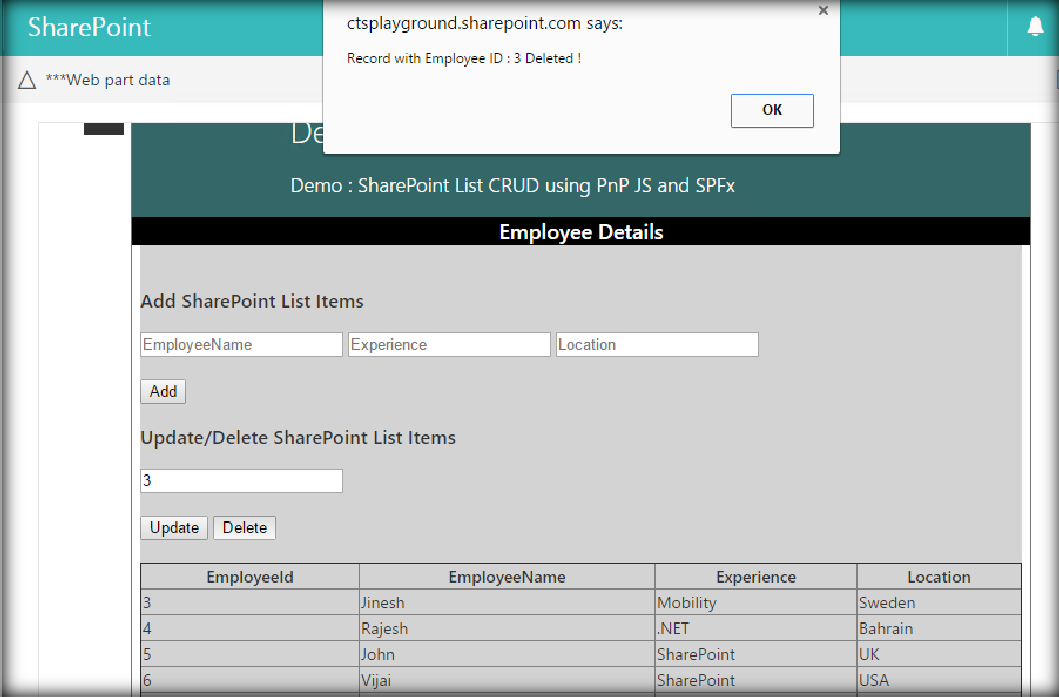 SharePoint
ctsplayground.sharepoint.com says:
Record with Employee ID : 3 Deleted !
OK
***Web part data
Demo : SharePoint List CRUD using PnP JS and SPFx
Employee Details
Add SharePoint List Items
EmployeeName Experience Location
Add
Update/Delete SharePoint List Items
3
Update Delete
EmployeeId EmployeeName Experience Location
3 Jinesh Mobility Sweden
4 Rajesh .NET Bahrain
5 John SharePoint UK
6 Vijai SharePoint USA